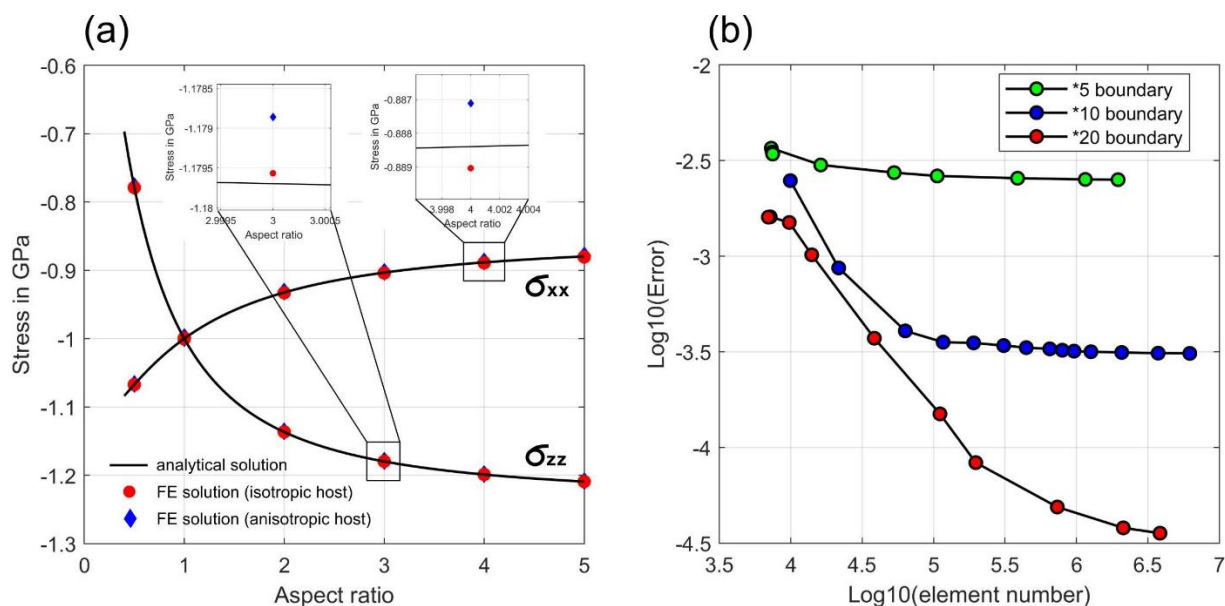 (a)
-0.6
-0.7
-0.8
-0.9
-1
-1.1
-1.2
-1.3
Stress in GPa
0 1 2 3 4 5
Aspect ratio
-1.1785
-1.179
-1.1795
-1.18
Stress in GPa
2.9995 3 3.0005
Aspect ratio
-0.887
-0.888
-0.889
Stress in GPa
3.998 4 4.002 4.004
Aspect ratio
σxx
σzz
analytical solution
FE solution (isotropic host)
FE solution (anisotropic host)
(b)
-2
-2.5
-3
-3.5
-4
-4.5
Log10(Error)
3.5 4 4.5 5 5.5 6 6.5 7
Log10(element number)
*5 boundary
*10 boundary
*20 boundary